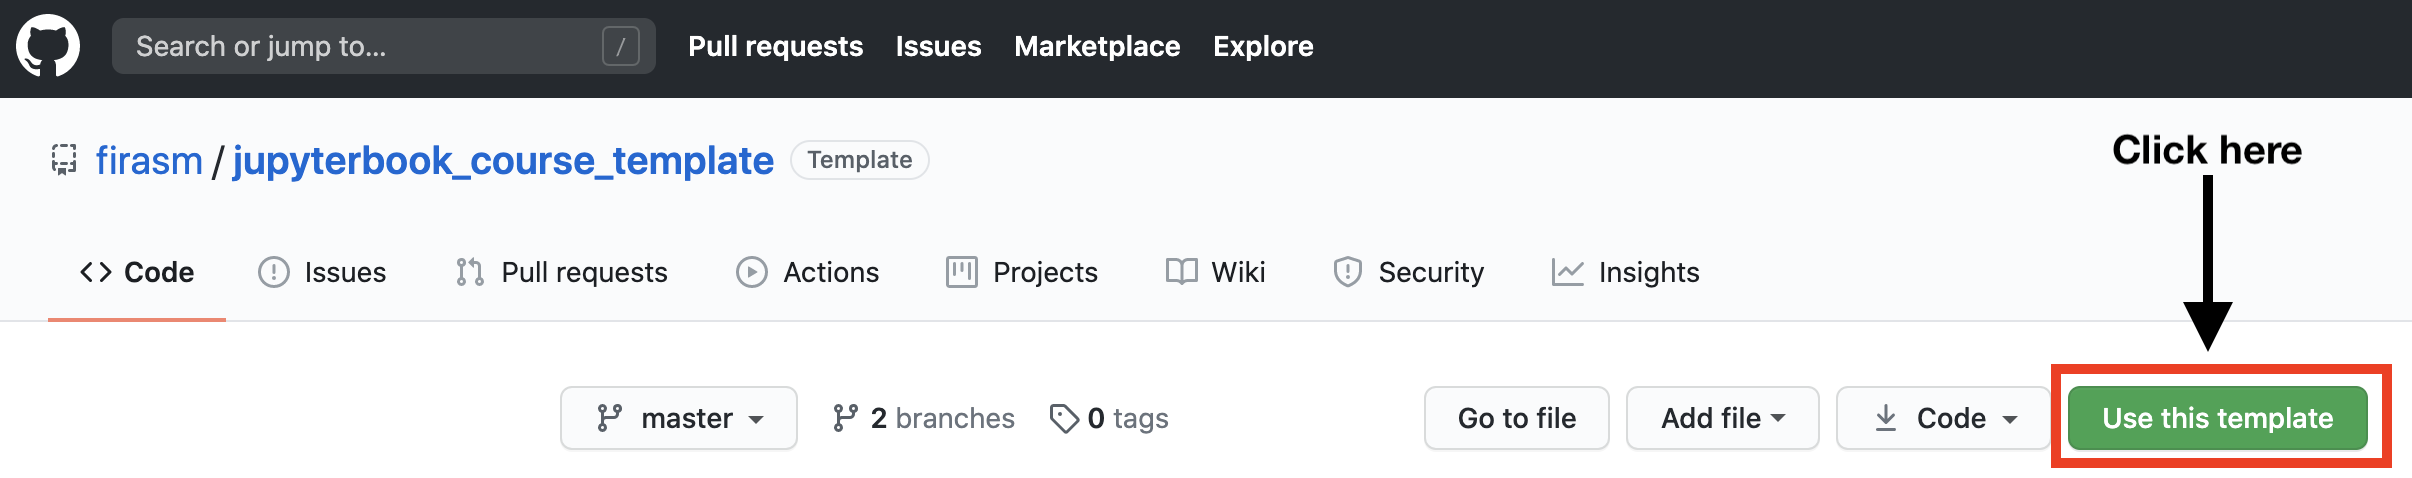 Search or jump to... /
Pull requests Issues Marketplace Explore
firasm / jupyterbook_course_template Template
Click here
Code Issues Pull requests Actions Projects Wiki Security Insights
master 2 branches 0 tags Go to file Add file Code Use this template